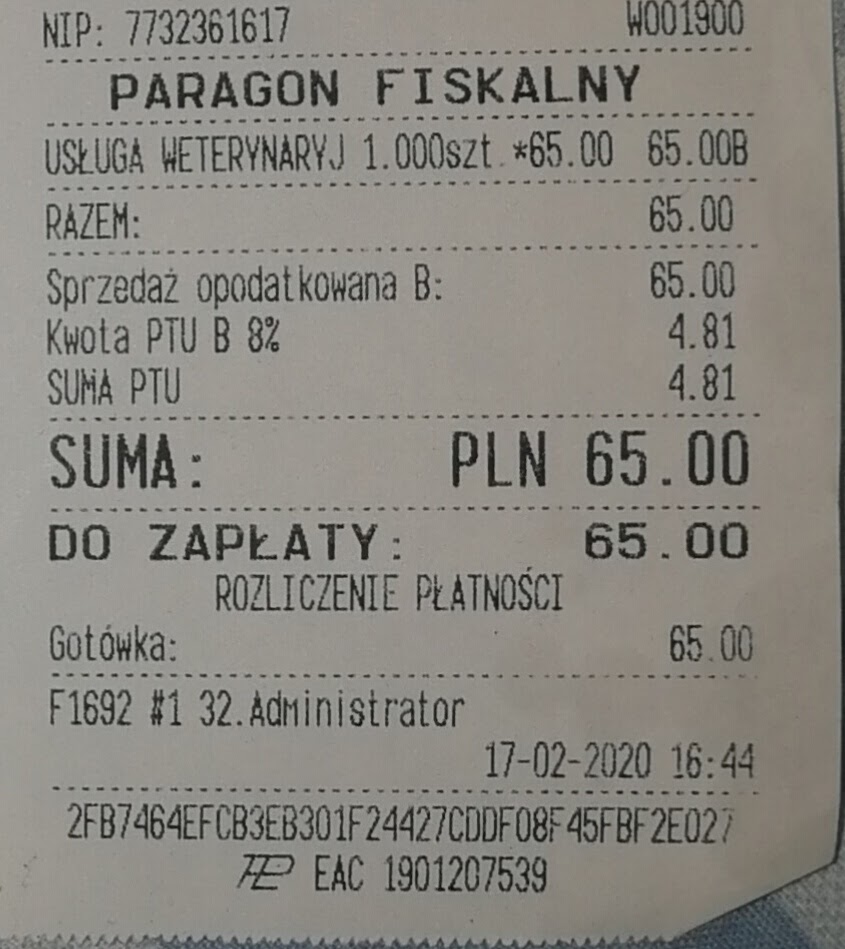 NIP: 7732361617 W001900
PARAGON FISKALNY
USŁUGA WETERYNARYJ 1.000szt.*65.00 65.00B
RAZEM: 65.00
Sprzedaż opodatkowana B: 65.00
Kwota PTU B 8% 4.81
SUMA PTU 4.81
SUMA: PLN 65.00
DO ZAPŁATY: 65.00
ROZLICZENIE PŁATNOŚCI
Gotówka: 65.00
F1692 #1 32.Administrator
17-02-2020 16:44
2FB7464EFCB3EB301F24427CDDF08F45FBF2E027
EAC 1901207539